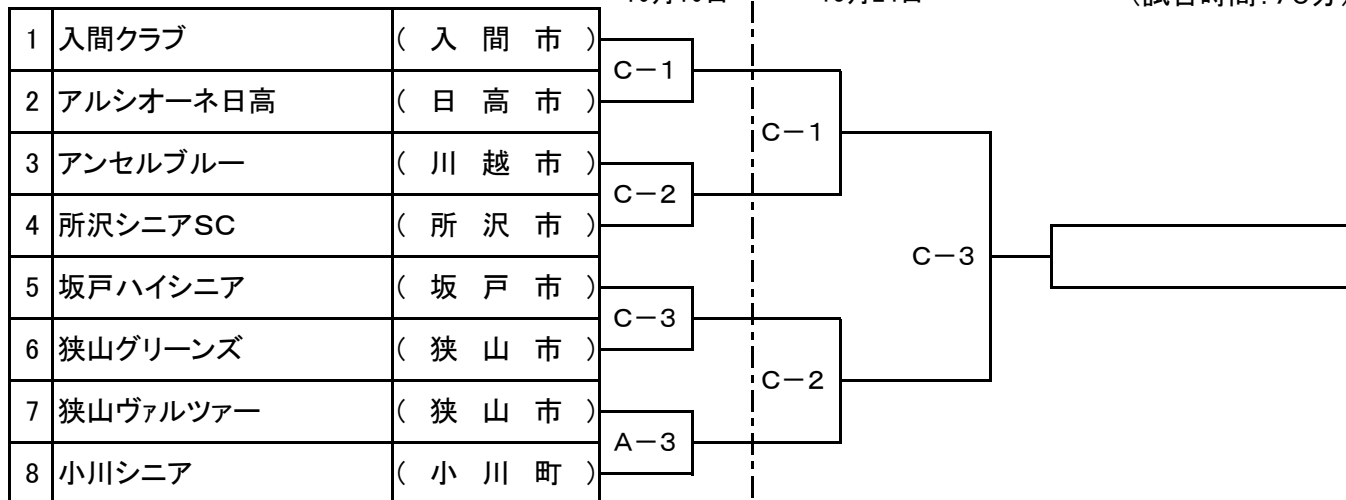 1 入間クラブ ( 入 間 市 )
C－1
2 アルシオーネ日高 ( 日 高 市 )
C－1
3 アンセルブルー ( 川 越 市 )
C－2
4 所沢シニアSC ( 所 沢 市 )
C－3
5 坂戸ハイシニア ( 坂 戸 市 )
C－3
6 狭山グリーンズ ( 狭 山 市 )
C－2
7 狭山ヴァルツァー ( 狭 山 市 )
A－3
8 小川シニア ( 小 川 町 )